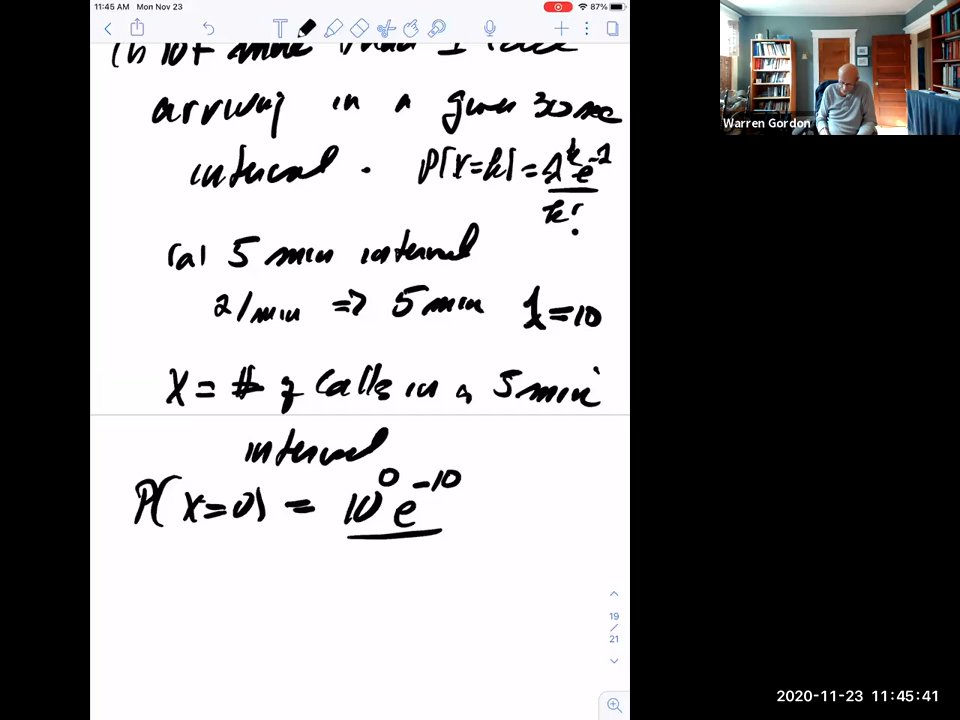 11:45 AM Mon Nov 23
87%
arriving in a given 30 sec
interval. P[X=k] = λ^k e^-λ
k!
(a) 5 min interval
2/min => 5 min λ=10
X = # of calls in a 5 min
interval
P(X=0) = 10^0 e^-10
19
/
21
Warren Gordon
2020-11-23 11:45:41